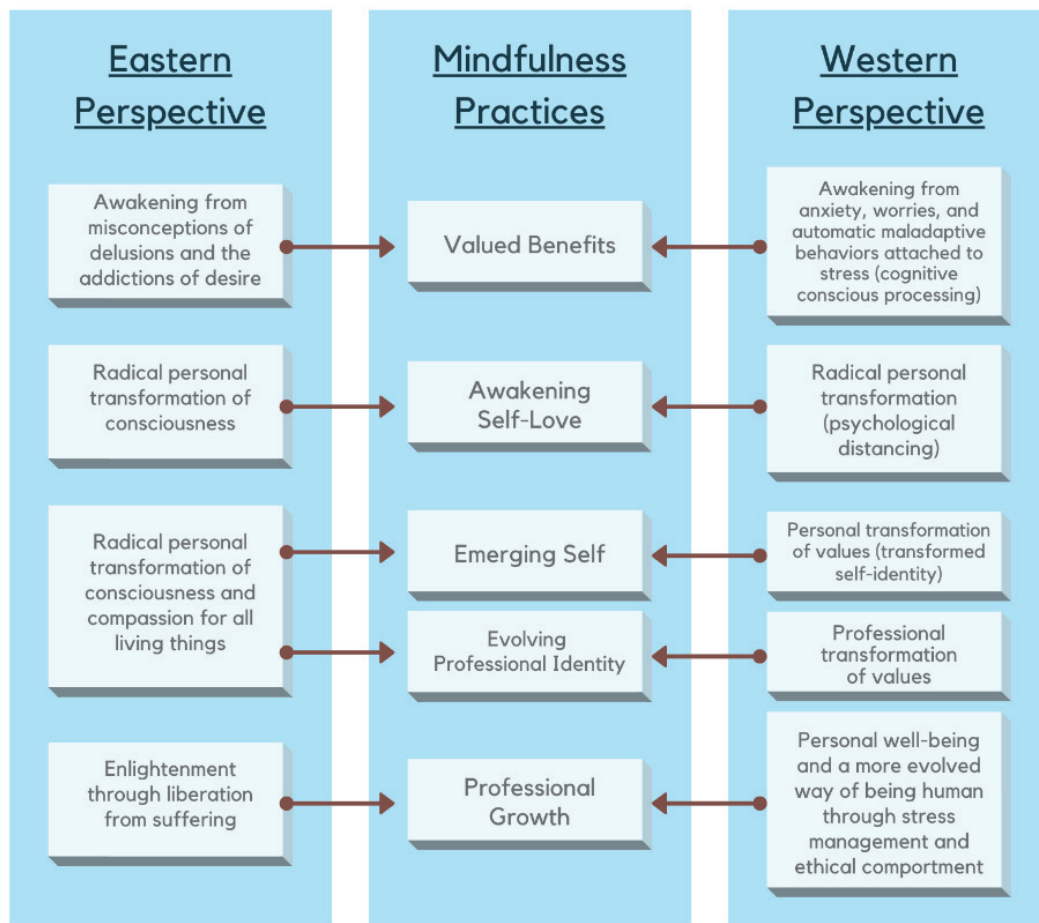 Eastern
Perspective
Awakening from
misconceptions of
delusions and the
addictions of desire
Radical personal
transformation of
consciousness
Radical personal
transformation of
consciousness and
compassion for all
living things
Enlightenment
through liberation
from suffering
Mindfulness
Practices
Valued Benefits
Awakening
Self-Love
Emerging Self
Evolving
Professional Identity
Professional
Growth
Western
Perspective
Awakening from
anxiety, worries, and
automatic maladaptive
behaviors attached to
stress (cognitive
conscious processing)
Radical personal
transformation
(psychological
distancing)
Personal transformation
of values (transformed
self-identity)
Professional
transformation
of values
Personal well-being
and a more evolved
way of being human
through stress
management and
ethical comportment